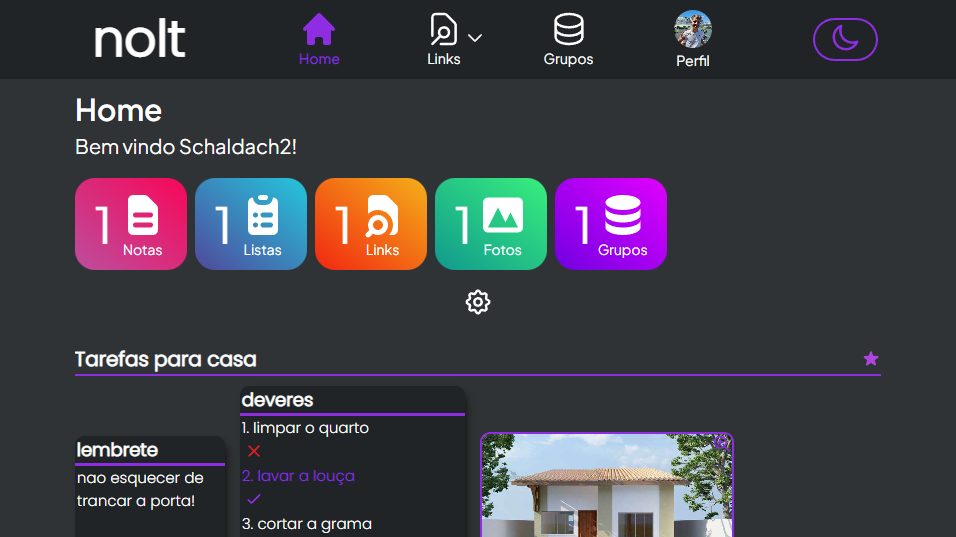 nolt
Home
Links
Grupos
Perfil
Home
Bem vindo Schaldach2!
1 Notas
1 Listas
1 Links
1 Fotos
1 Grupos
Tarefas para casa
lembrete
nao esquecer de
trancar a porta!
deveres
1. limpar o quarto
2. lavar a louça
3. cortar a grama